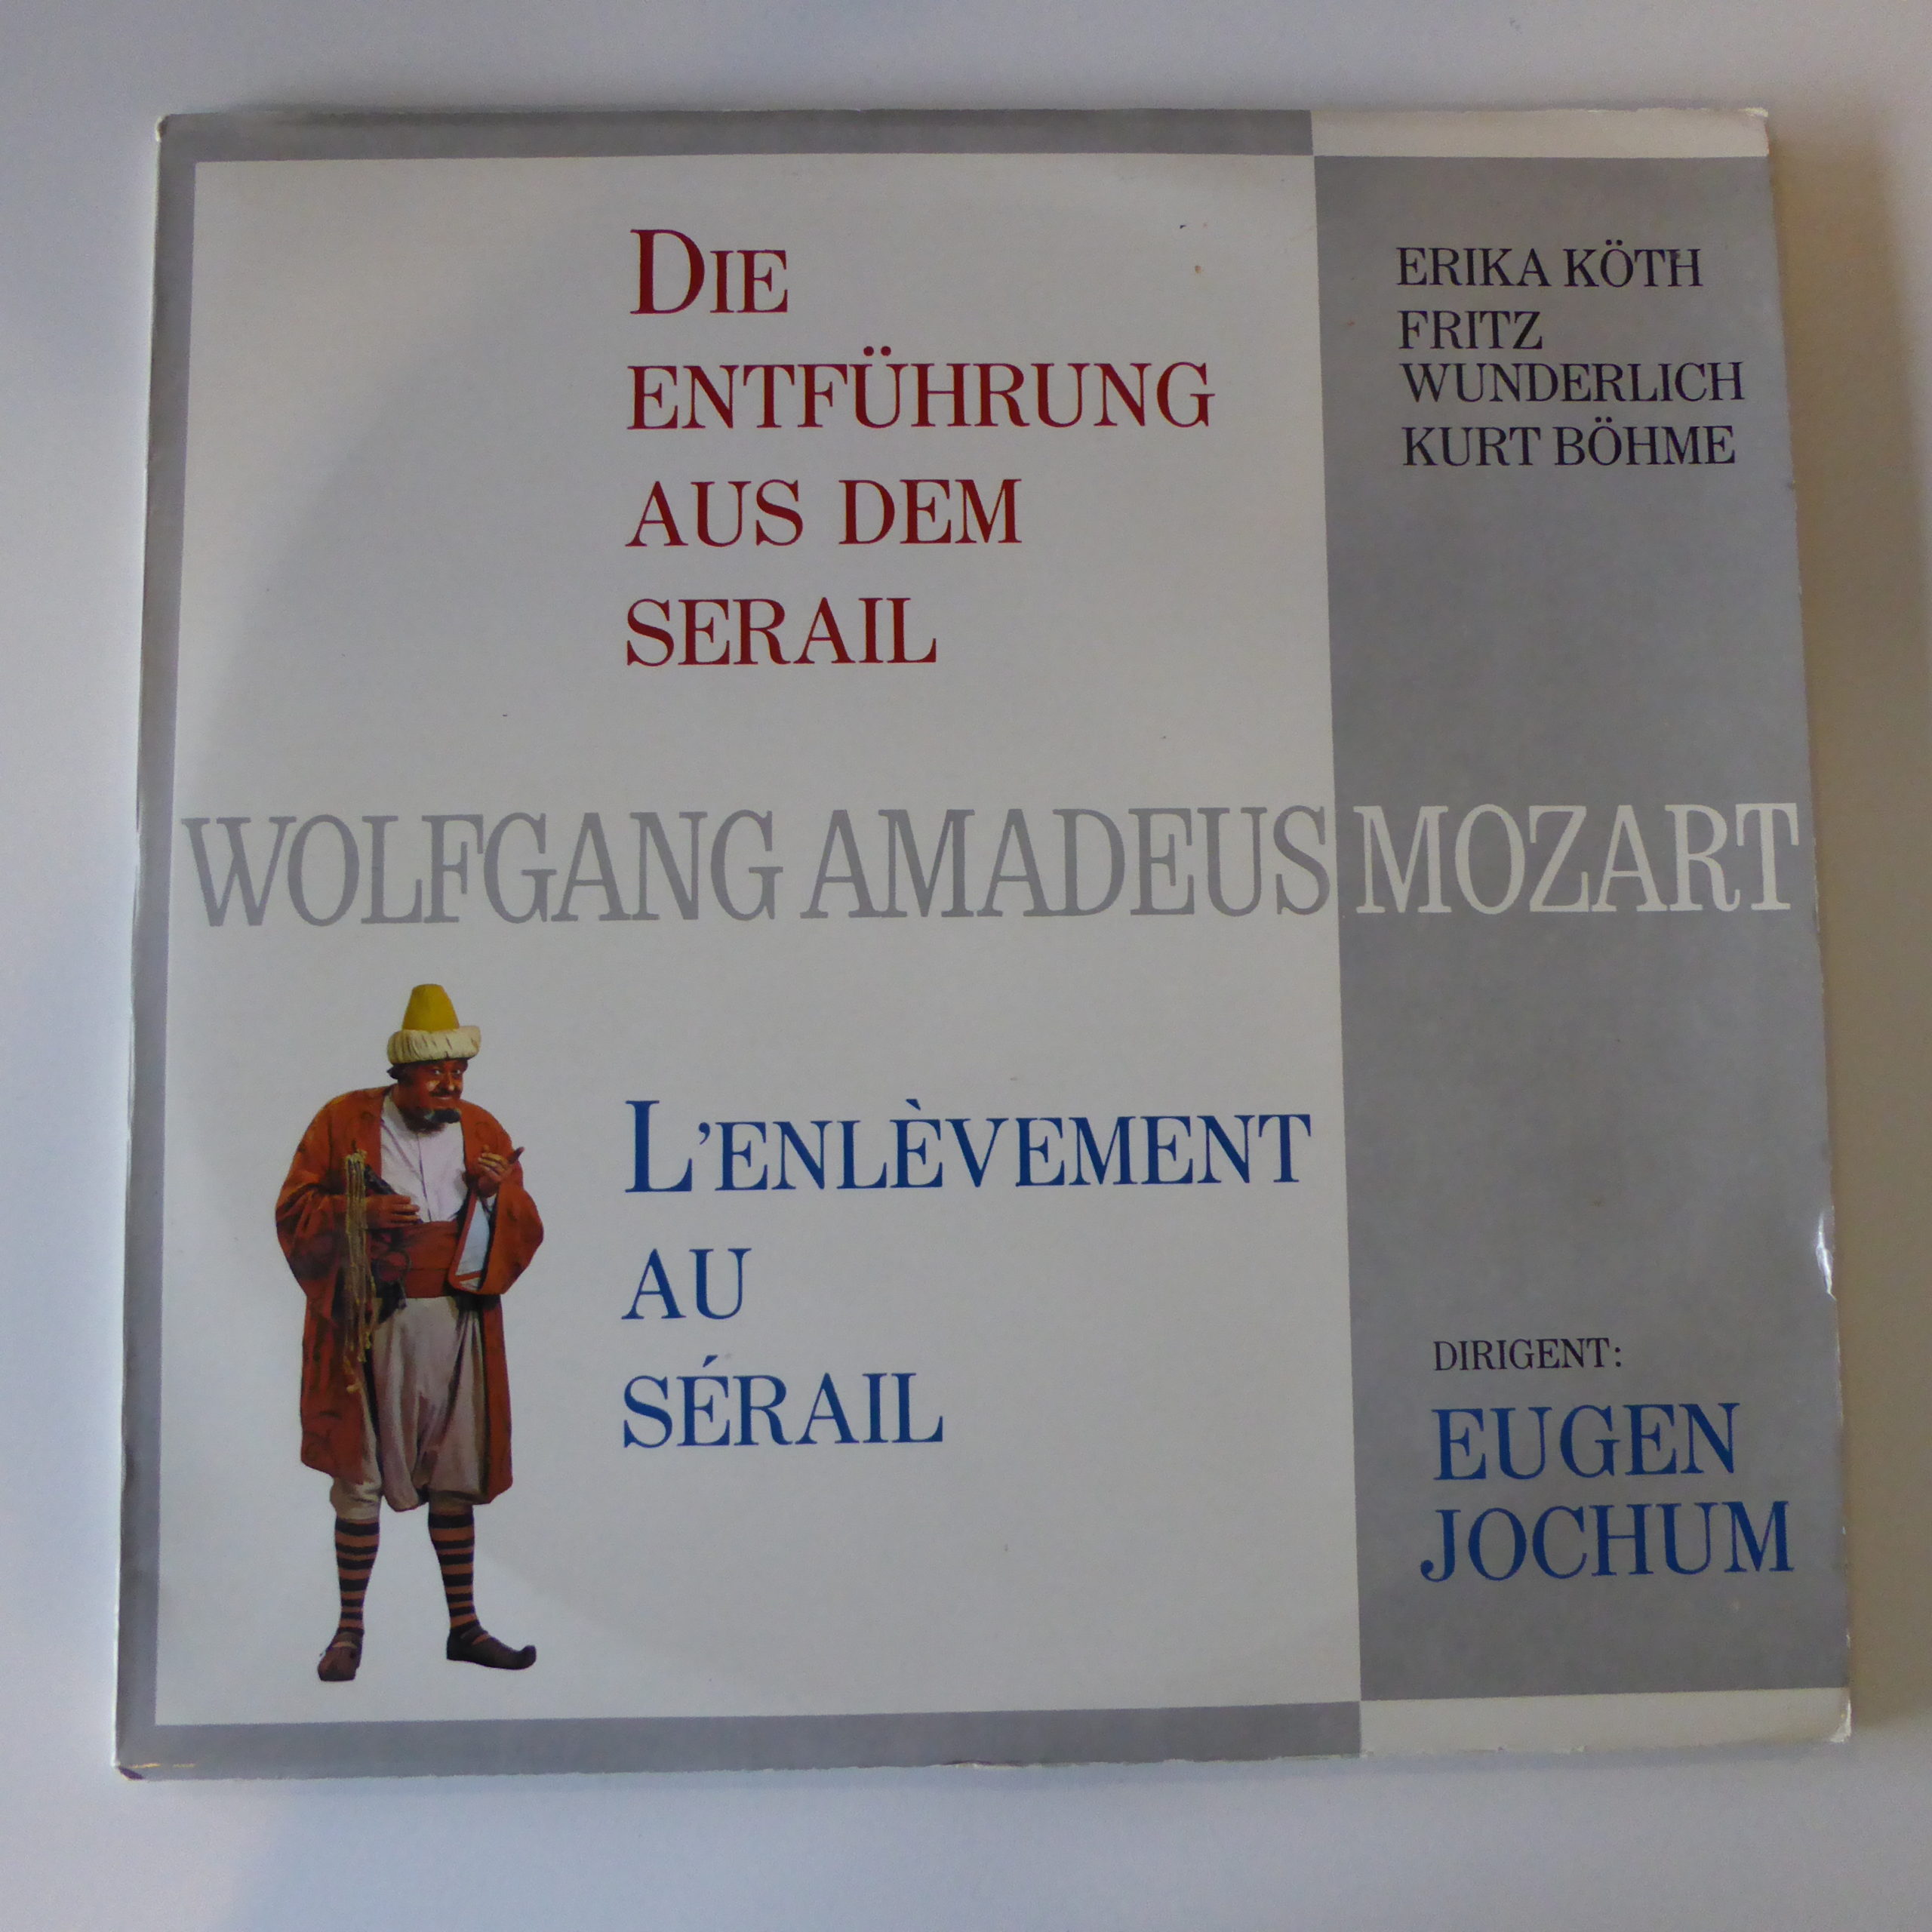 DIE
ENTFÜHRUNG
AUS DEM
SERAIL
ERIKA KÖTH
FRITZ
WUNDERLICH
KURT BÖHME
WOLFGANG AMADEUS MOZART
L'ENLÈVEMENT
AU
SÉRAIL
DIRIGENT:
EUGEN
JOCHUM